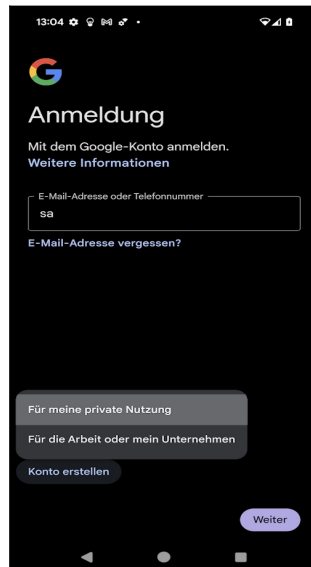 13:04
Anmeldung
Mit dem Google-Konto anmelden.
Weitere Informationen
E-Mail-Adresse oder Telefonnummer
sa
E-Mail-Adresse vergessen?
Für meine private Nutzung
Für die Arbeit oder mein Unternehmen
Konto erstellen
Weiter